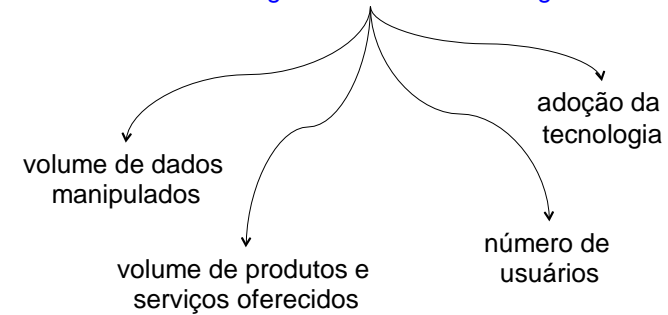 adoção da
tecnologia
volume de dados
manipulados
número de
usuários
volume de produtos e
serviços oferecidos